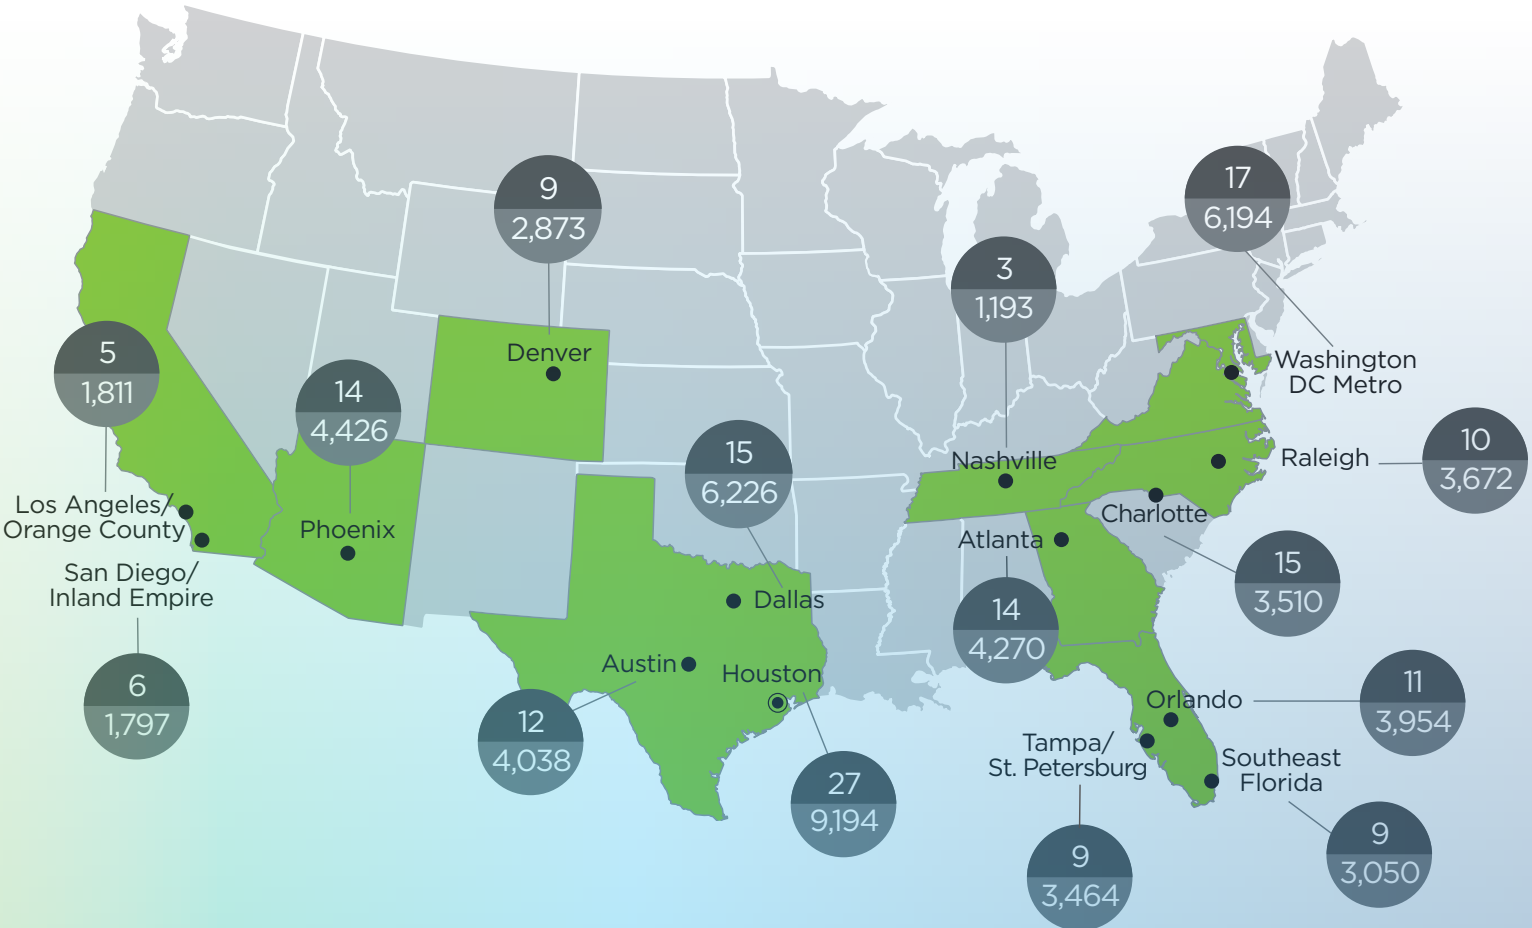 9
2,873
Denver
17
6,194
Washington
DC Metro
3
1,193
Nashville
5
1,811
Los Angeles/
Orange County
14
4,426
Phoenix
15
6,226
Dallas
10
3,672
Raleigh
Charlotte
15
3,510
Atlanta
14
4,270
San Diego/
Inland Empire
6
1,797
Austin
12
4,038
Houston
27
9,194
Orlando
11
3,954
Tampa/
St. Petersburg
9
3,464
Southeast
Florida
9
3,050